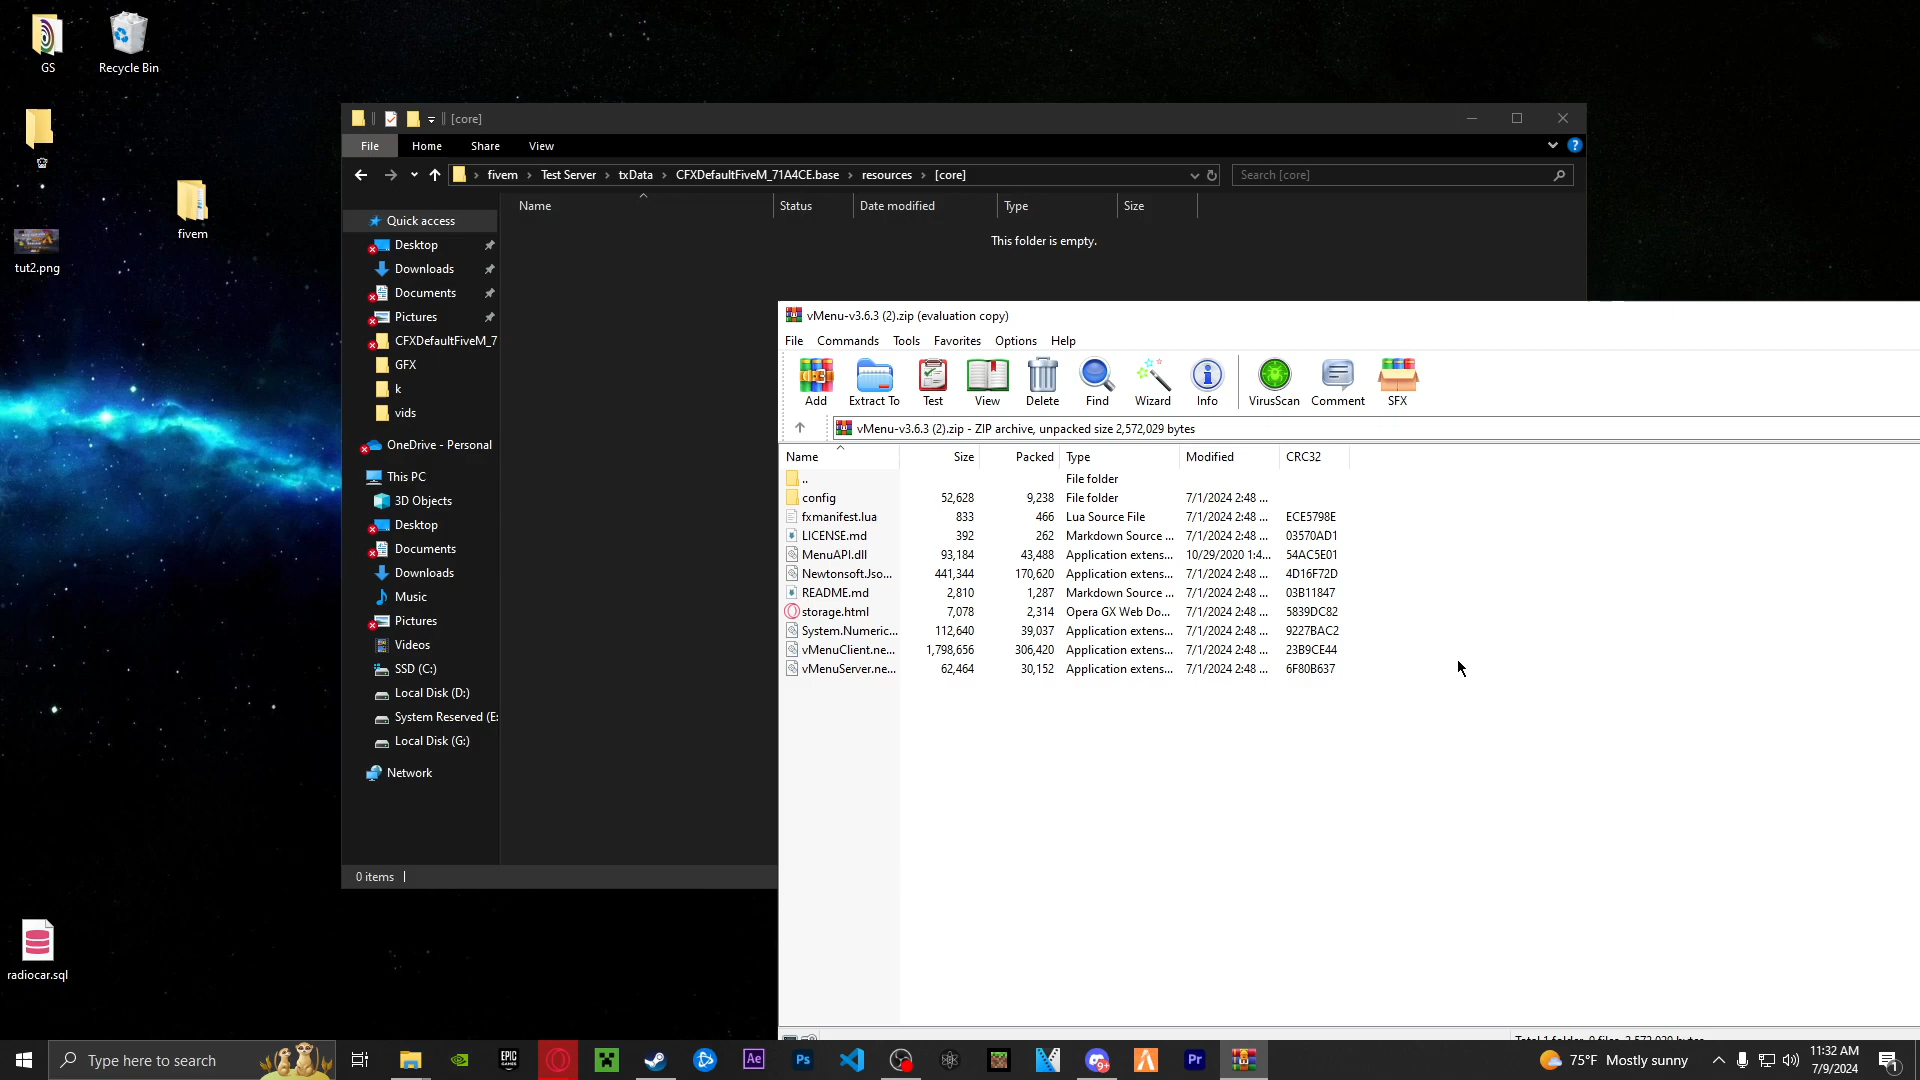 GS
Recycle Bin
fivem
tut2.png
radiocar.sql
[core]
File
Home
Share
View
fivem
Test Server
txData
CFXDefaultFiveM_71A4CE.base
resources
[core]
Search [core]
Name
Status
Date modified
Type
Size
This folder is empty.
Quick access
Desktop
Downloads
Documents
Pictures
CFXDefaultFiveM_7
GFX
k
vids
OneDrive - Personal
This PC
3D Objects
Desktop
Documents
Downloads
Music
Pictures
Videos
SSD (C:)
Local Disk (D:)
System Reserved (E:
Local Disk (G:)
Network
0 items
vMenu-v3.6.3 (2).zip (evaluation copy)
File Commands Tools Favorites Options Help
Add Extract To Test View Delete Find Wizard Info VirusScan Comment SFX
vMenu-v3.6.3 (2).zip - ZIP archive, unpacked size 2,572,029 bytes
Name Size Packed Type Modified CRC32
.. File folder
config 52,628 9,238 File folder 7/1/2024 2:48 ...
fxmanifest.lua 833 466 Lua Source File 7/1/2024 2:48 ... ECE5798E
LICENSE.md 392 262 Markdown Source ... 7/1/2024 2:48 ... 03570AD1
MenuAPI.dll 93,184 43,488 Application extens... 10/29/2020 1:4... 54AC5E01
Newtonsoft.Jso... 441,344 170,620 Application extens... 7/1/2024 2:48 ... 4D16F72D
README.md 2,810 1,287 Markdown Source ... 7/1/2024 2:48 ... 03B11847
storage.html 7,078 2,314 Opera GX Web Do... 7/1/2024 2:48 ... 5839DC82
System.Numeric... 112,640 39,037 Application extens... 7/1/2024 2:48 ... 9227BAC2
vMenuClient.ne... 1,798,656 306,420 Application extens... 7/1/2024 2:48 ... 23B9CE44
vMenuServer.ne... 62,464 30,152 Application extens... 7/1/2024 2:48 ... 6F80B637
Type here to search
EPIC GAMES
Ae
Ps
9+
Pr
75°F Mostly sunny
11:32 AM
7/9/2024
1